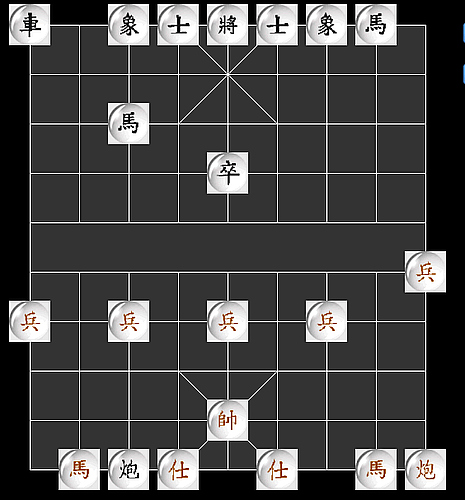 車 象 士 將 士 象 馬
馬
卒
兵
兵 兵 兵 兵
帥
馬 炮 仕 仕 馬 炮